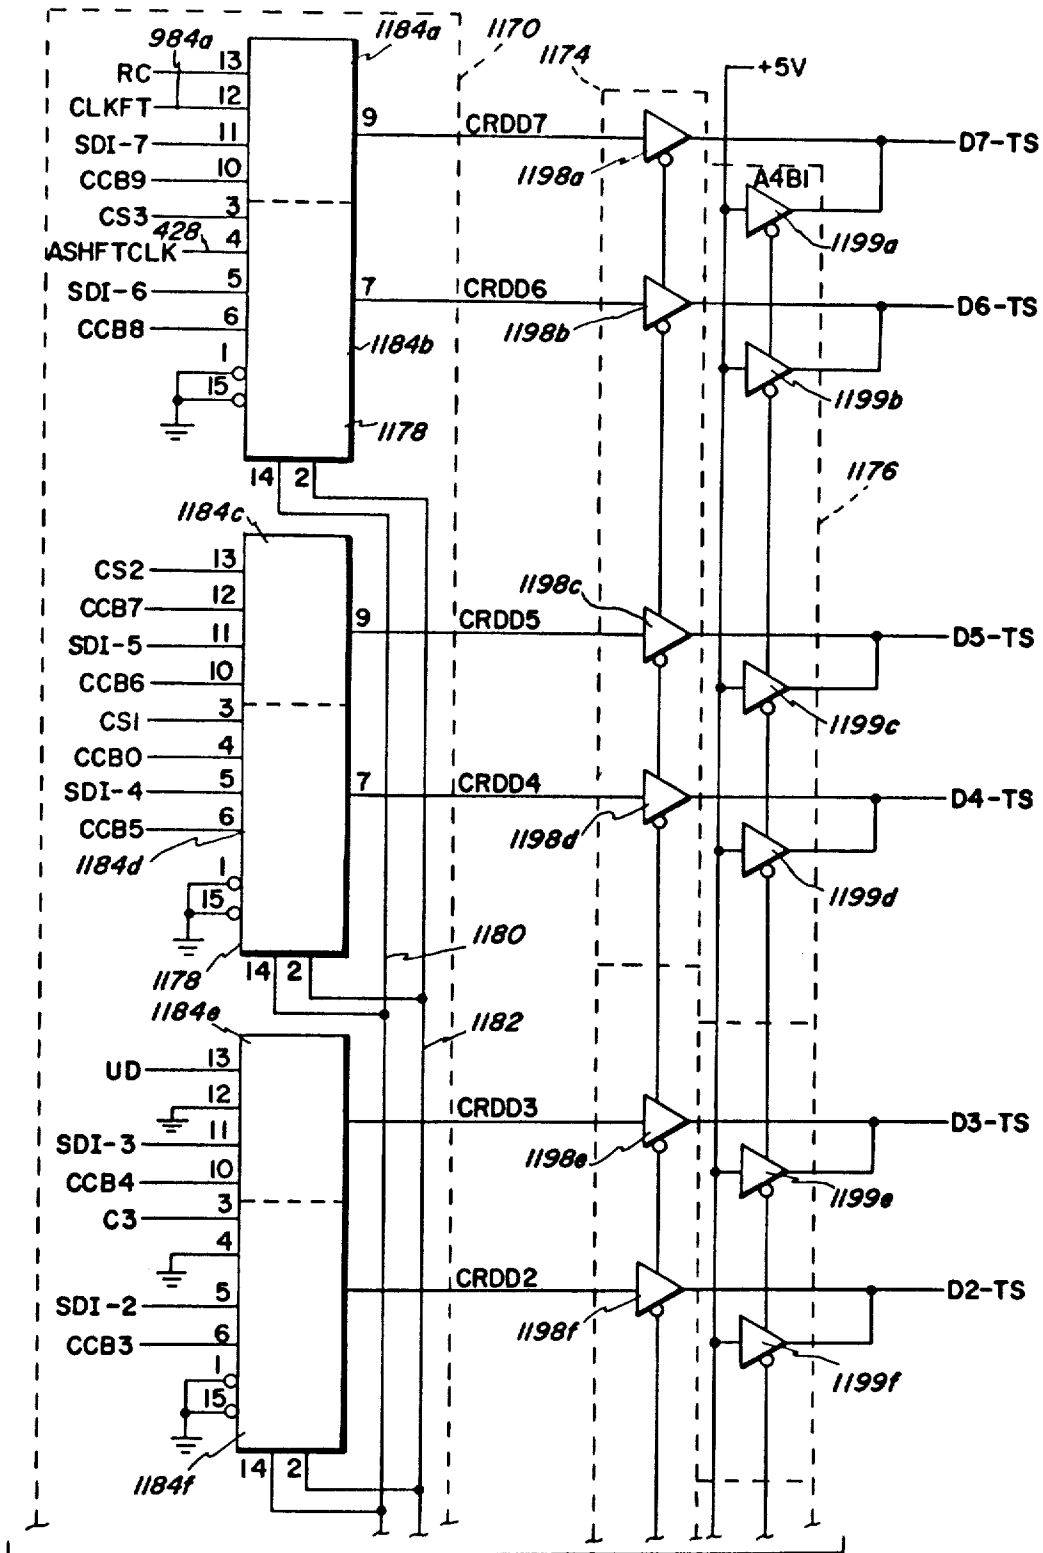 984a
1184a
1170
1174
+5V
RC 13
CLKFT 12
SDI-7 11
CCB9 10
9 CRDD7
1198a
D7-TS
A4B1
1199a
CS3 3
428
ASHFTCLK 4
SDI-6 5
CCB8 6
7 CRDD6
1198b
D6-TS
1184b
1
15
1178
1199b
14 2
1176
1184c
CS2 13
CCB7 12
SDI-5 11
CCB6 10
9 CRDD5
1198c
D5-TS
1199c
CS1 3
CCB0 4
SDI-4 5
CCB5 6
7 CRDD4
1198d
D4-TS
1184d
1
15
1199d
1180
1178
14 2
1182
1184e
UD 13
12
SDI-3 11
CCB4 10
CRDD3
1198e
D3-TS
1199e
C3 3
4
SDI-2 5
CCB3 6
CRDD2
1198f
D2-TS
1
15
1199f
1184f
14 2